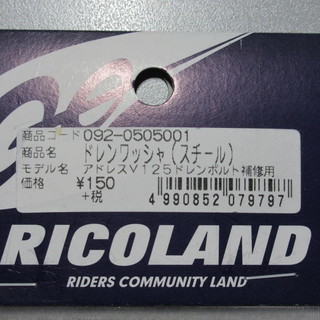 商品コード 092-0505001
商品名 ドレンワッシャ(スチール)
モデル名 アドレスV125ドレンボルト補修用
価格 ¥150
+税
4 990852 079797
RICOLAND
RIDERS COMMUNITY LAND